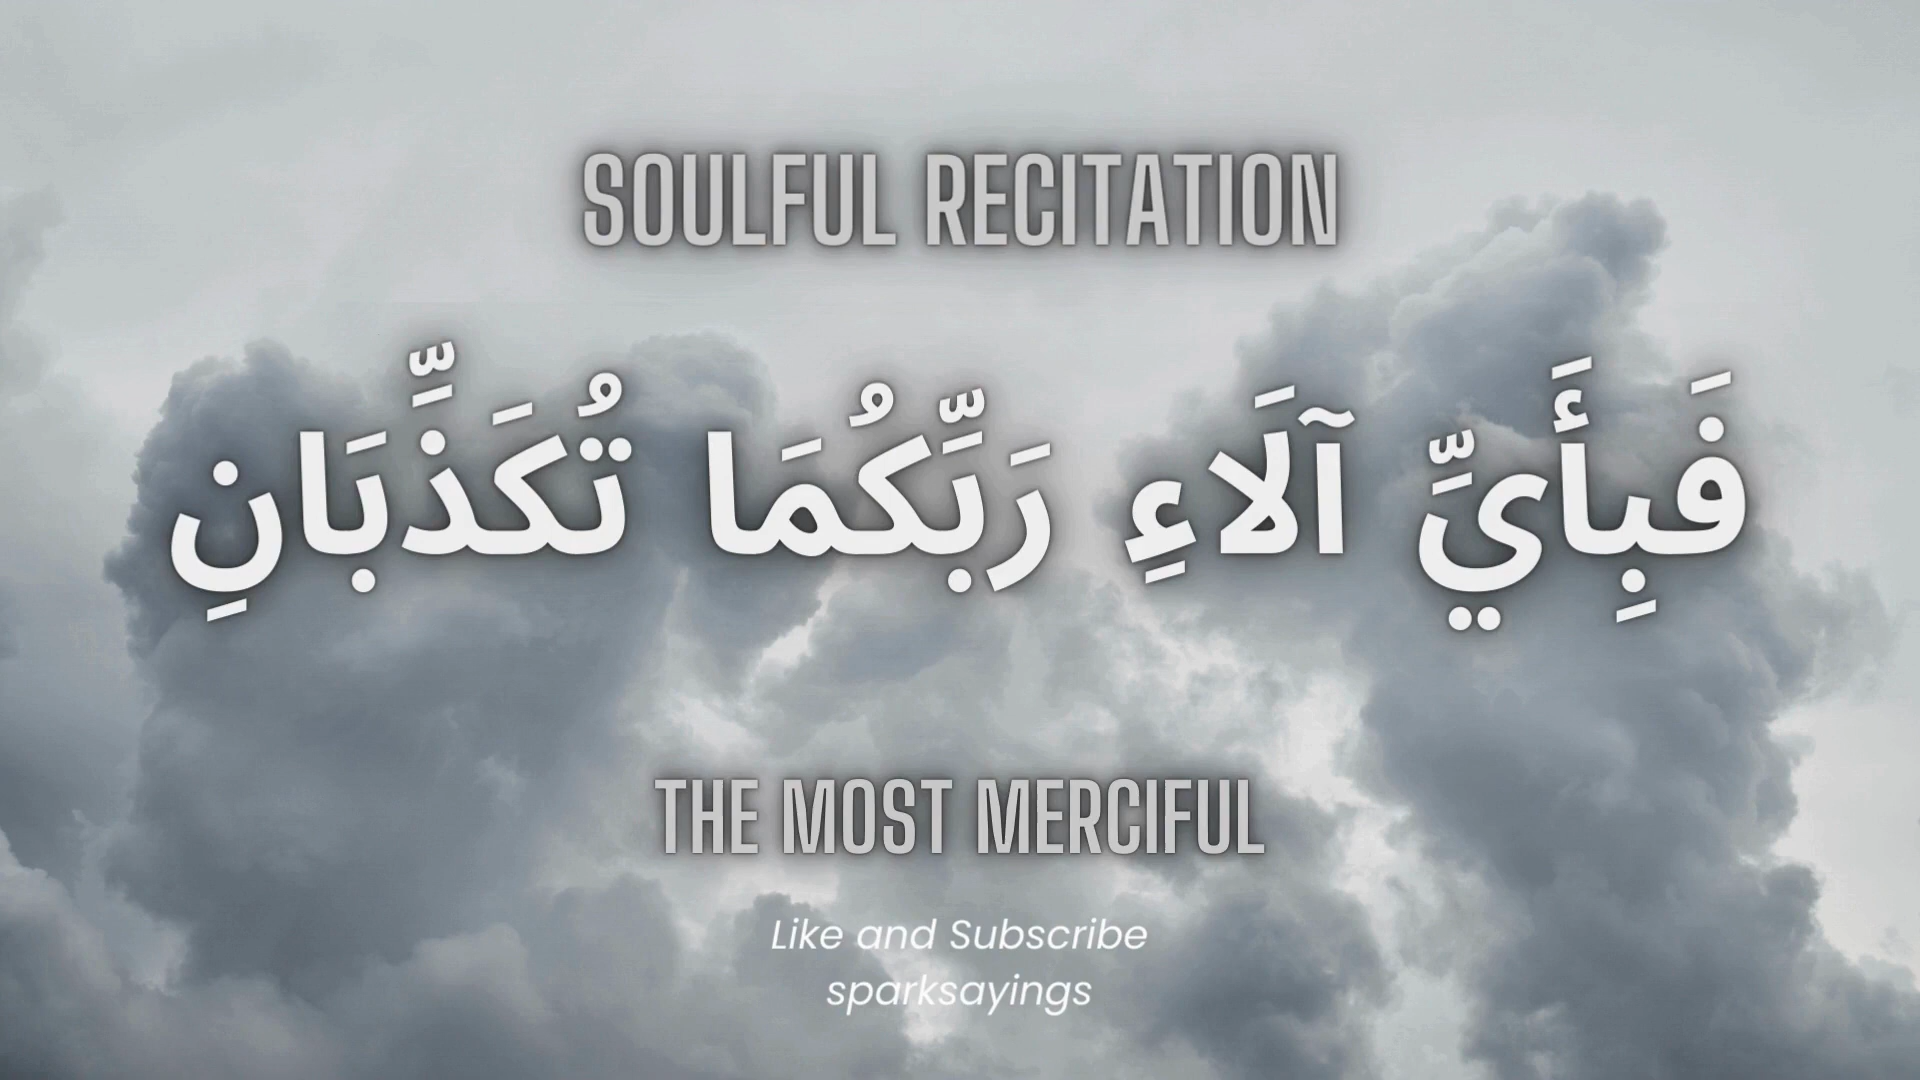 SOULFUL RECITATION
فَبِأَيِّ آلَاءِ رَبِّكُمَا تُكَذِّبَانِ
THE MOST MERCIFUL
Like and Subscribe
sparksayings